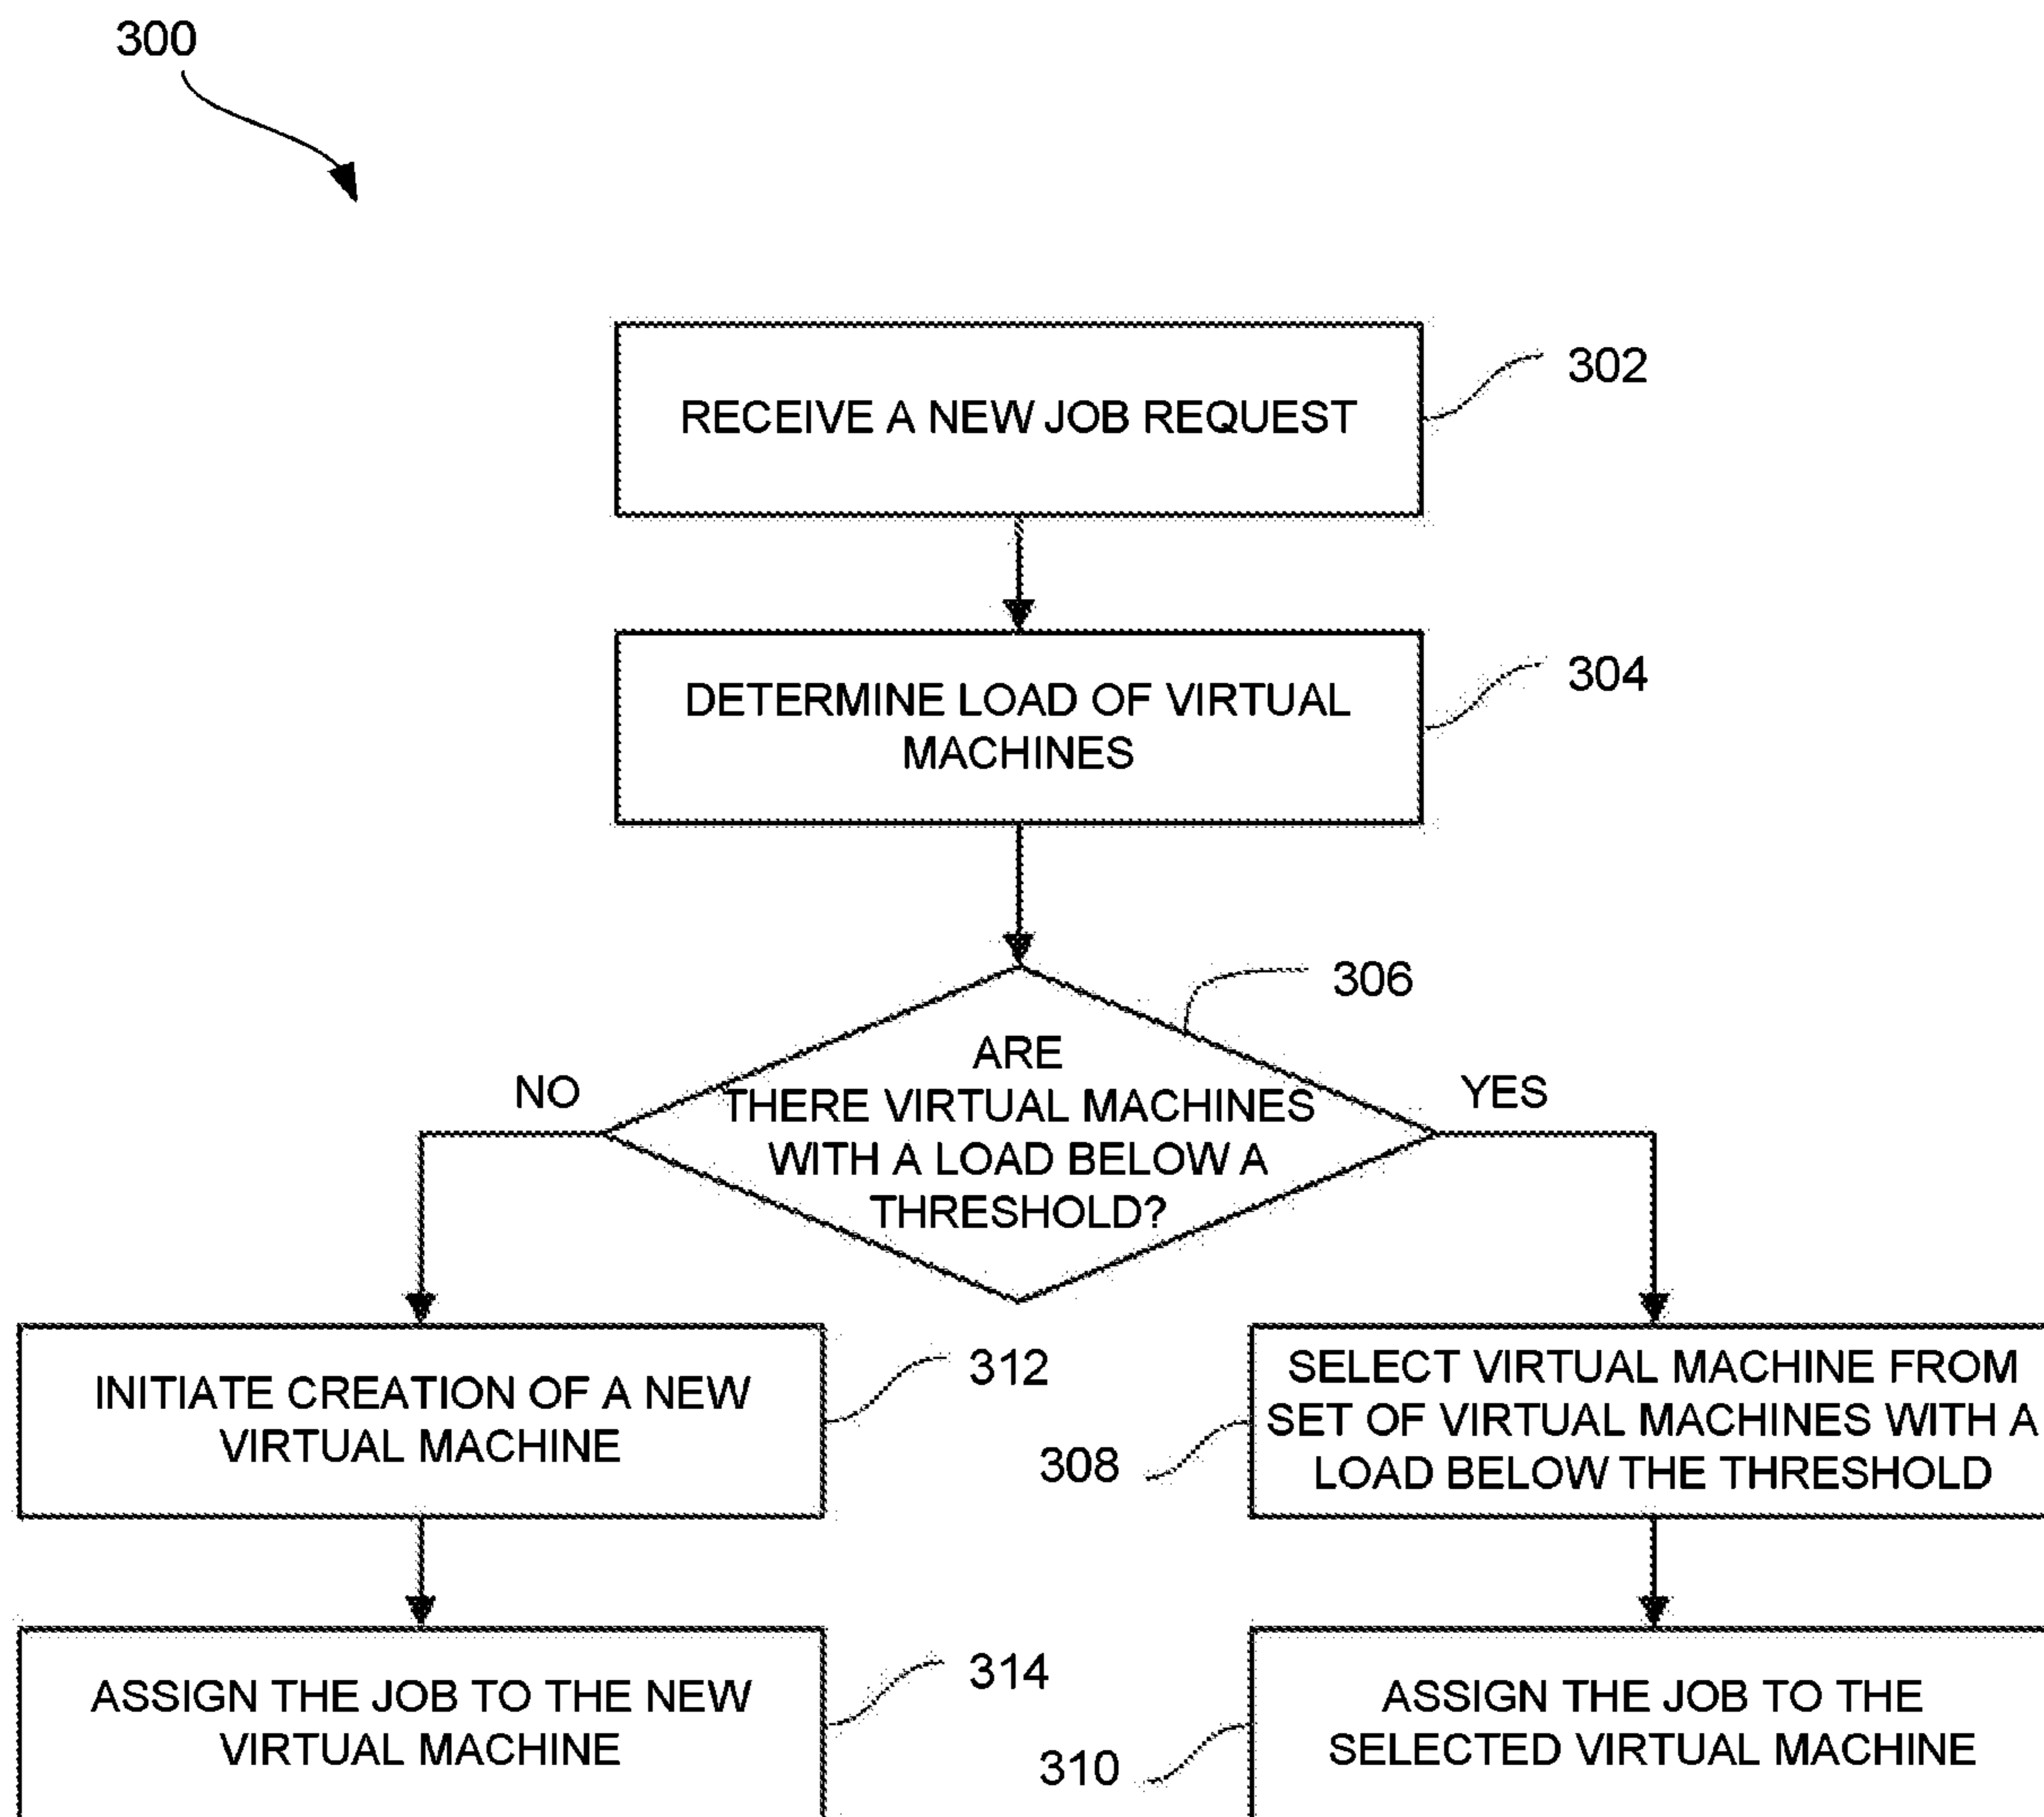 300
RECEIVE A NEW JOB REQUEST
302
DETERMINE LOAD OF VIRTUAL
MACHINES
304
306
ARE
THERE VIRTUAL MACHINES
WITH A LOAD BELOW A
THRESHOLD?
NO
YES
INITIATE CREATION OF A NEW
VIRTUAL MACHINE
312
SELECT VIRTUAL MACHINE FROM
SET OF VIRTUAL MACHINES WITH A
LOAD BELOW THE THRESHOLD
308
ASSIGN THE JOB TO THE NEW
VIRTUAL MACHINE
314
ASSIGN THE JOB TO THE
SELECTED VIRTUAL MACHINE
310